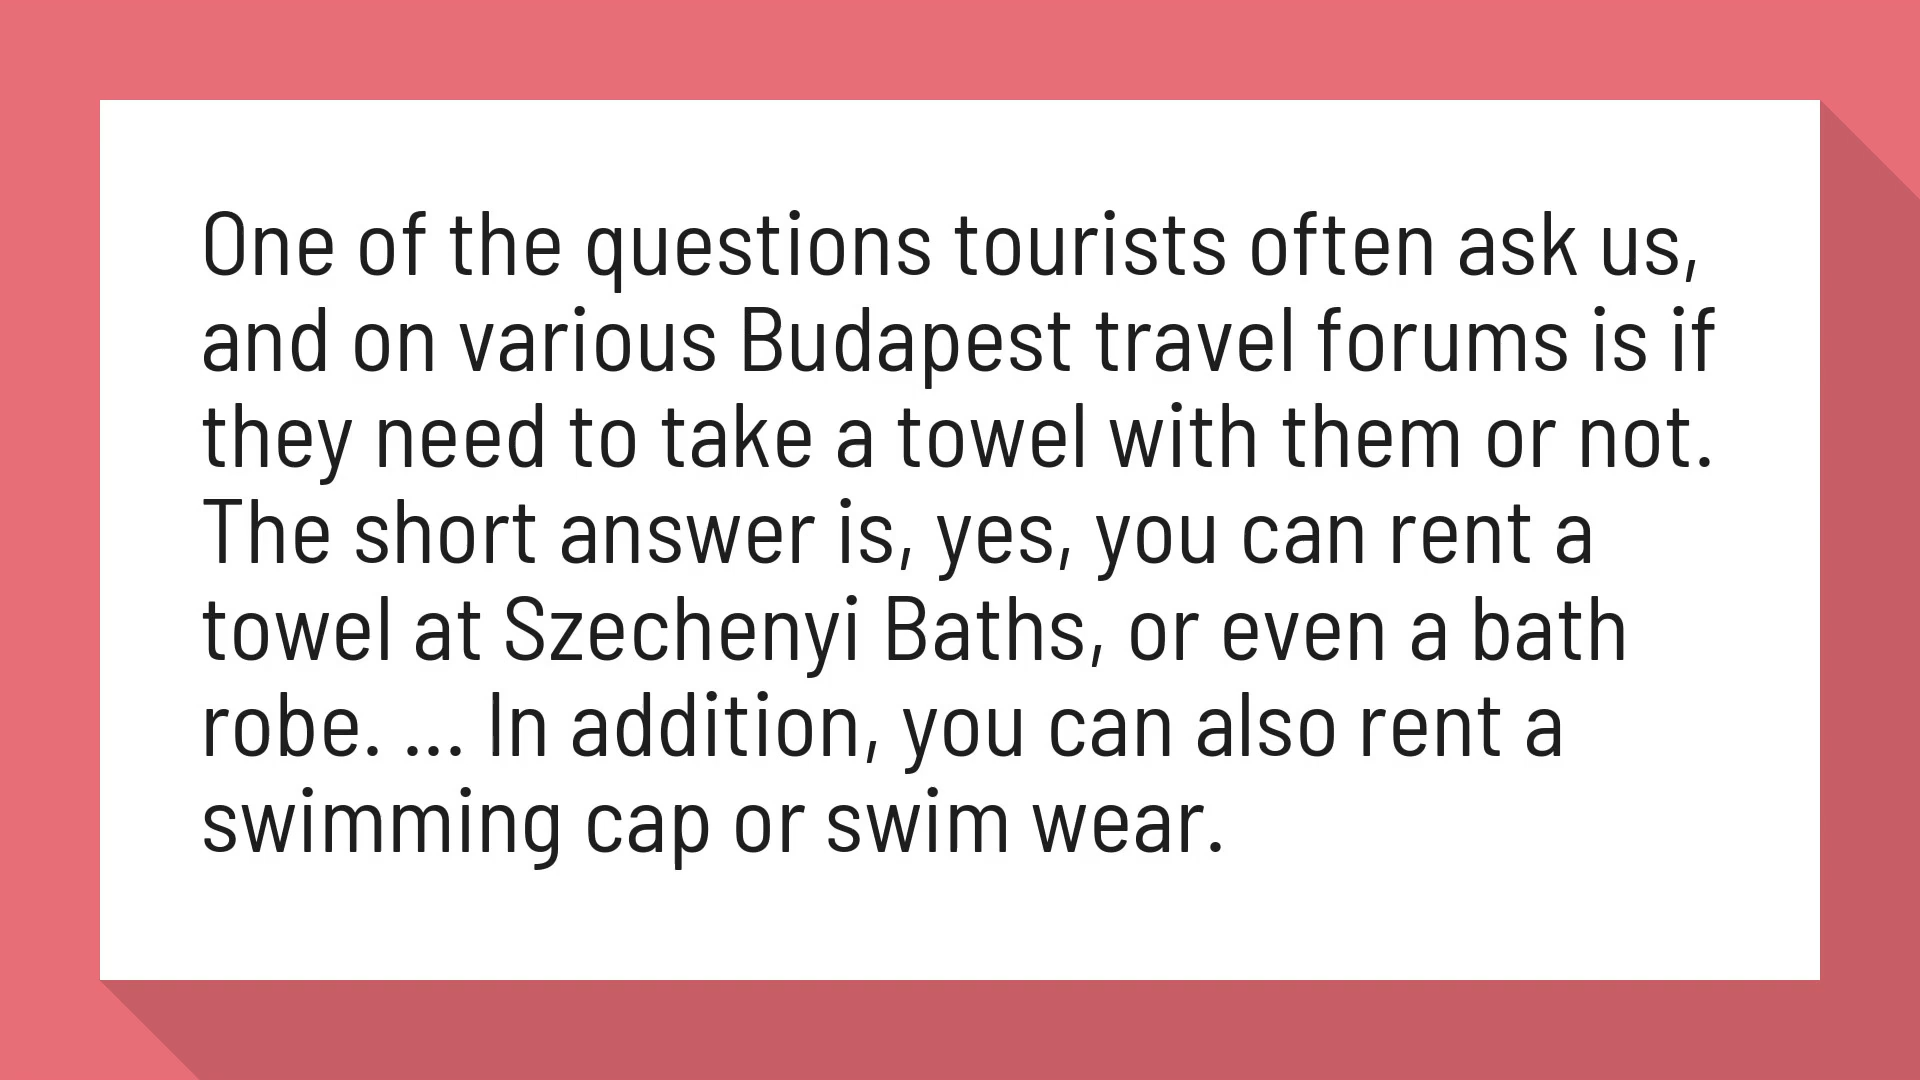 One of the questions tourists often ask us,
and on various Budapest travel forums is if
they need to take a towel with them or not.
The short answer is, yes, you can rent a
towel at Szechenyi Baths, or even a bath
robe. ... In addition, you can also rent a
swimming cap or swim wear.